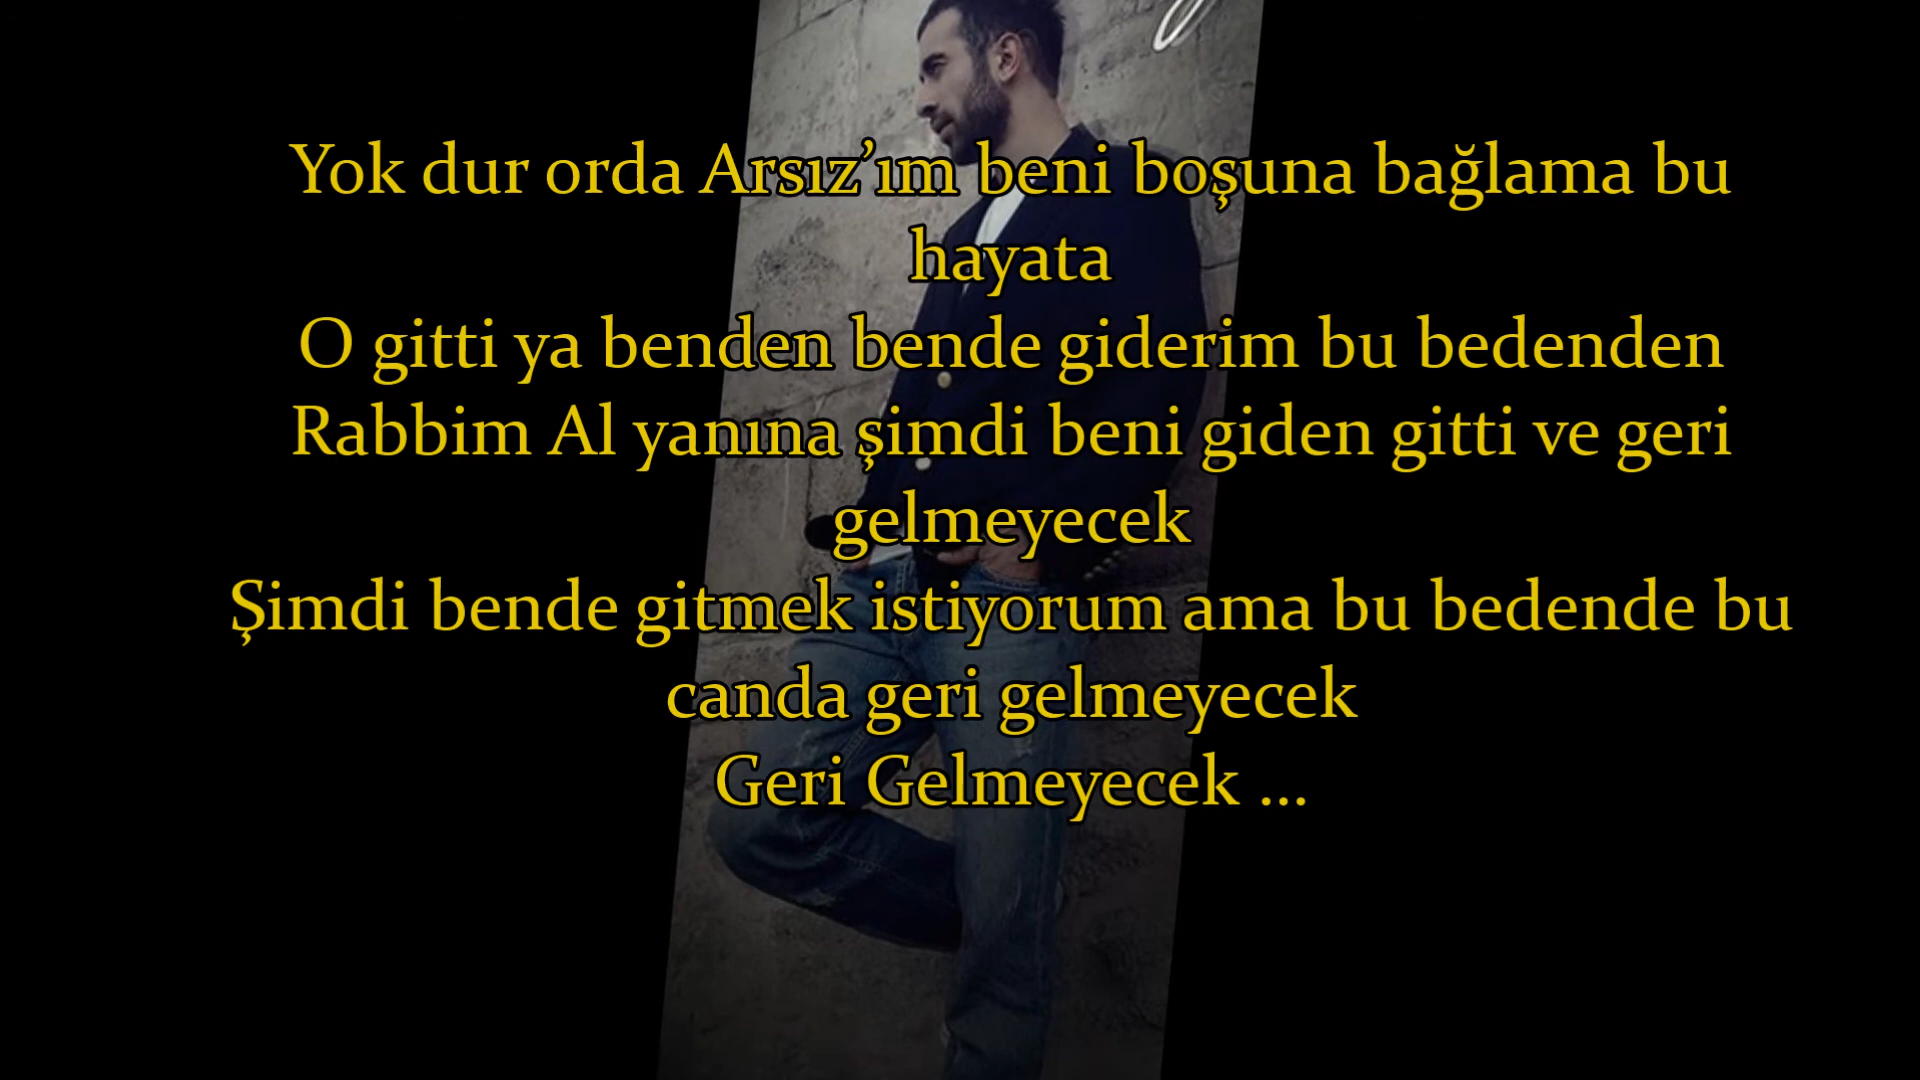 Yok dur orda Arsız’ım beni boşuna bağlama bu
hayata
O gitti ya benden bende giderim bu bedenden
Rabbim Al yanına şimdi beni giden gitti ve geri
gelmeyecek
Şimdi bende gitmek istiyorum ama bu bedende bu
canda geri gelmeyecek
Geri Gelmeyecek ...